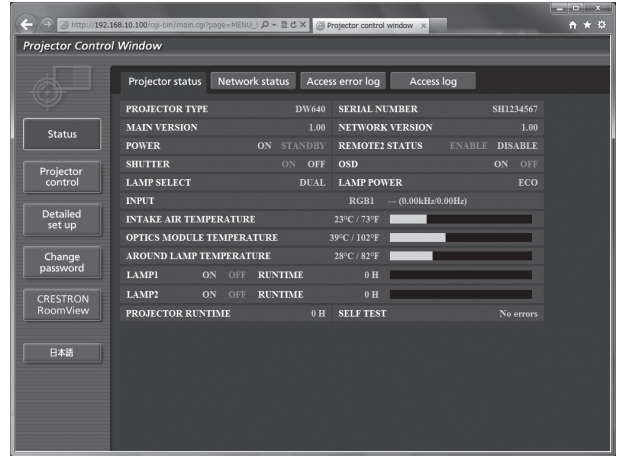 http://192.168.10.100/cgi-bin/main.cgi?page=MENU_!
Projector control window
Projector Control Window
Projector status Network status Access error log Access log
Status
Projector control
Detailed set up
Change password
CRESTRON RoomView
日本語
PROJECTOR TYPE DW640 SERIAL NUMBER SH1234567
MAIN VERSION 1.00 NETWORK VERSION 1.00
POWER ON STANDBY REMOTE2 STATUS ENABLE DISABLE
SHUTTER ON OFF OSD ON OFF
LAMP SELECT DUAL LAMP POWER ECO
INPUT RGB1 --- (0.00kHz/0.00Hz)
INTAKE AIR TEMPERATURE 23°C / 73°F
OPTICS MODULE TEMPERATURE 39°C / 102°F
AROUND LAMP TEMPERATURE 28°C / 82°F
LAMP1 ON OFF RUNTIME 0 H
LAMP2 ON OFF RUNTIME 0 H
PROJECTOR RUNTIME 0 H SELF TEST No errors